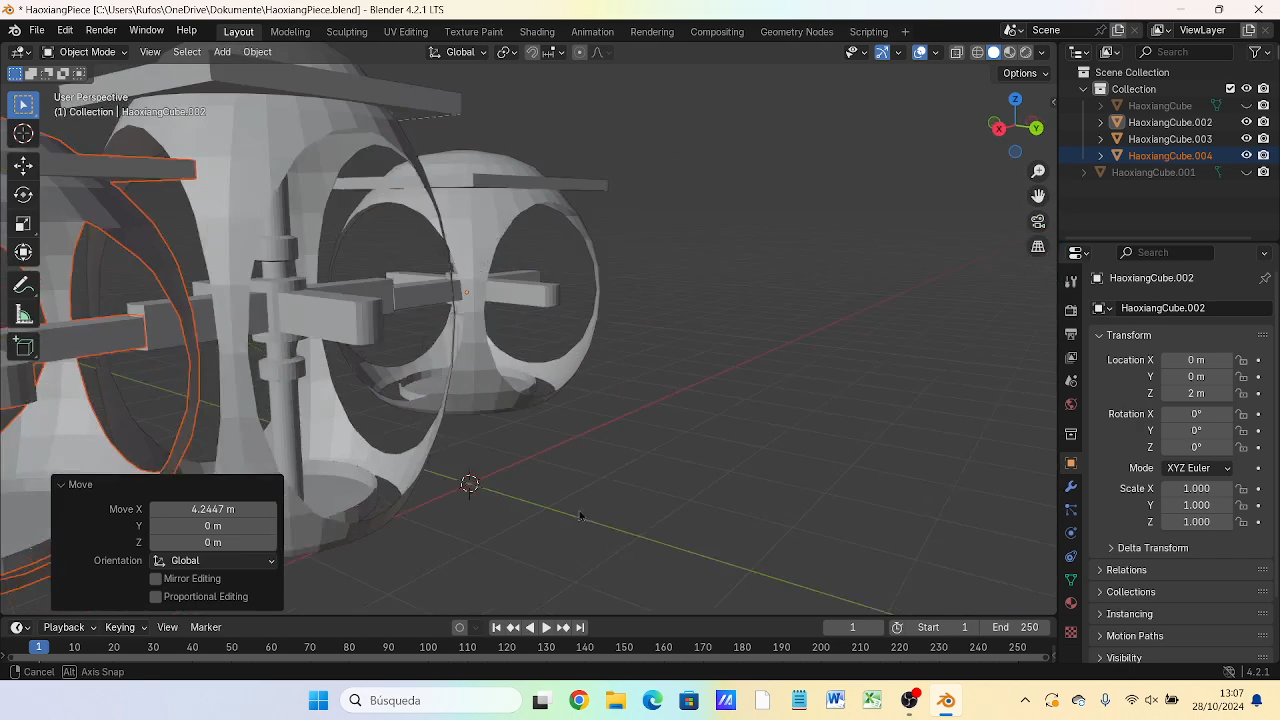 * HaoxiangPiece [C:\Users\Rufos\OneDrive\Dokumente\HaoxiangPiece.blend] - Blender 4.2.1 LTS
File Edit Render Window Help Layout Modeling Sculpting UV Editing Texture Paint Shading Animation Rendering Compositing Geometry Nodes Scripting Scene ViewLayer
Object Mode View Select Add Object Global Search
Options
User Perspective
(1) Collection | HaoxiangCube.002
Scene Collection
Collection
HaoxiangCube
HaoxiangCube.002
HaoxiangCube.003
HaoxiangCube.004
HaoxiangCube.001
X Y Z
Search
HaoxiangCube.002
HaoxiangCube.002
Transform
Location X 0 m
Y 0 m
Z 2 m
Rotation X 0°
Y 0°
Z 0°
Mode XYZ Euler
Scale X 1.000
Y 1.000
Z 1.000
Delta Transform
Relations
Collections
Instancing
Motion Paths
Visibility
Move
Move X 4.2447 m
Y 0 m
Z 0 m
Orientation Global
Mirror Editing
Proportional Editing
Playback Keying View Marker 1 Start 1 End 250
1 10 20 30 40 50 60 70 80 90 100 110 120 130 140 150 160 170 180 190 200 210 220 230 240 250
Cancel Alt Axis Snap 4.2.1
Búsqueda
13:07
28/10/2024